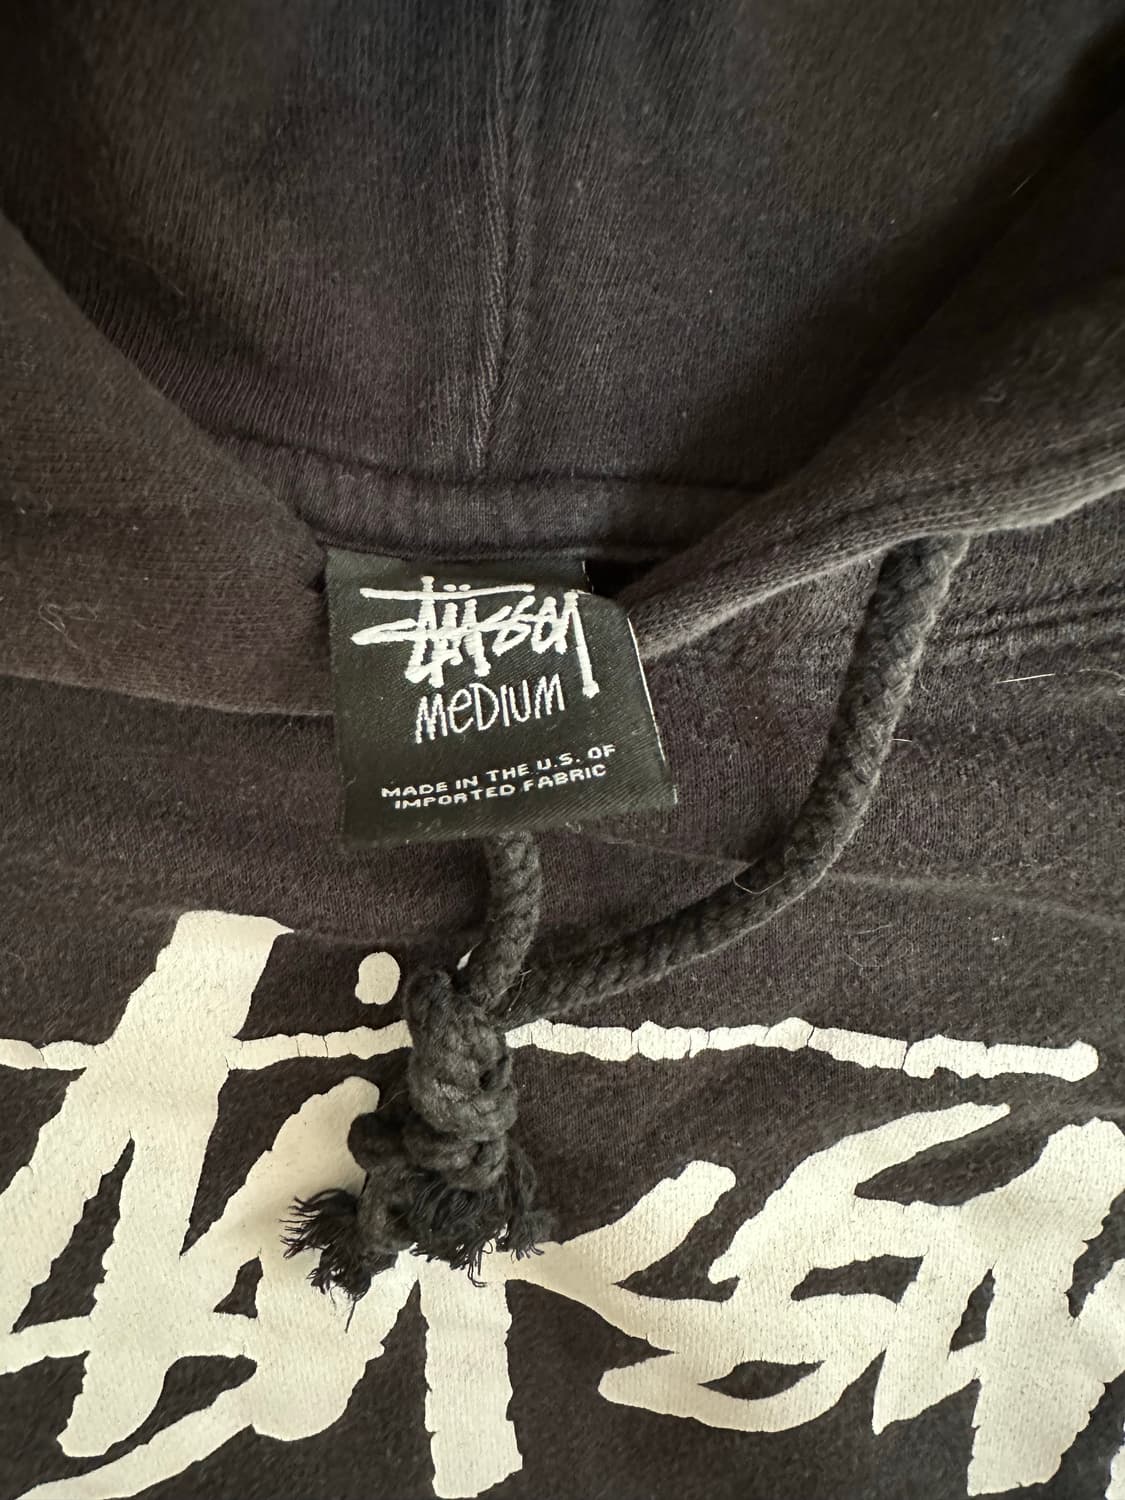 Stüssy
MeDIUM
MADE IN THE U.S. OF
IMPORTED FABRIC
Stüssy